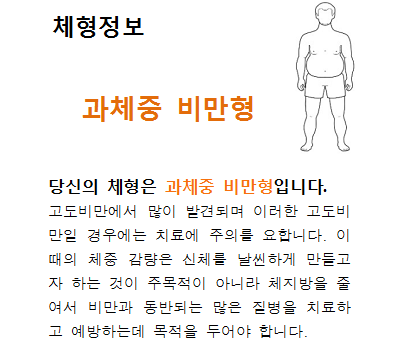 체형정보
과체중 비만형
당신의 체형은 과체중 비만형입니다.
고도비만에서 많이 발견되며 이러한 고도비
만일 경우에는 치료에 주의를 요합니다. 이
때의 체중 감량은 신체를 날씬하게 만들고
자 하는 것이 주목적이 아니라 체지방을 줄
여서 비만과 동반되는 많은 질병을 치료하
고 예방하는데 목적을 두어야 합니다.